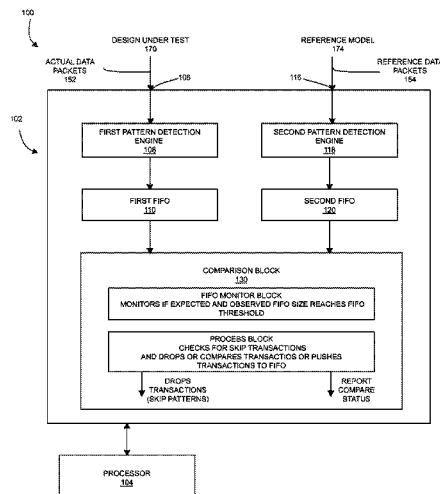 100
DESIGN UNDER TEST
170
REFERENCE MODEL
174
ACTUAL DATA
PACKETS
152
REFERENCE DATA
PACKETS
154
106
116
102
FIRST PATTERN DETECTION
ENGINE
108
SECOND PATTERN DETECTION
ENGINE
118
FIRST FIFO
110
SECOND FIFO
120
COMPARISON BLOCK
130
FIFO MONITOR BLOCK
MONITORS IF EXPECTED AND OBSERVED FIFO SIZE REACHES FIFO
THRESHOLD
PROCESS BLOCK
CHECKS FOR SKIP TRANSACTIONS
AND DROPS OR COMPARES TRANSACTIOS OR PUSHES
TRANSACTIONS TO FIFO
DROPS
TRANSACTIONS
(SKIP PATTERNS)
REPORT
COMPARE
STATUS
PROCESSOR
104